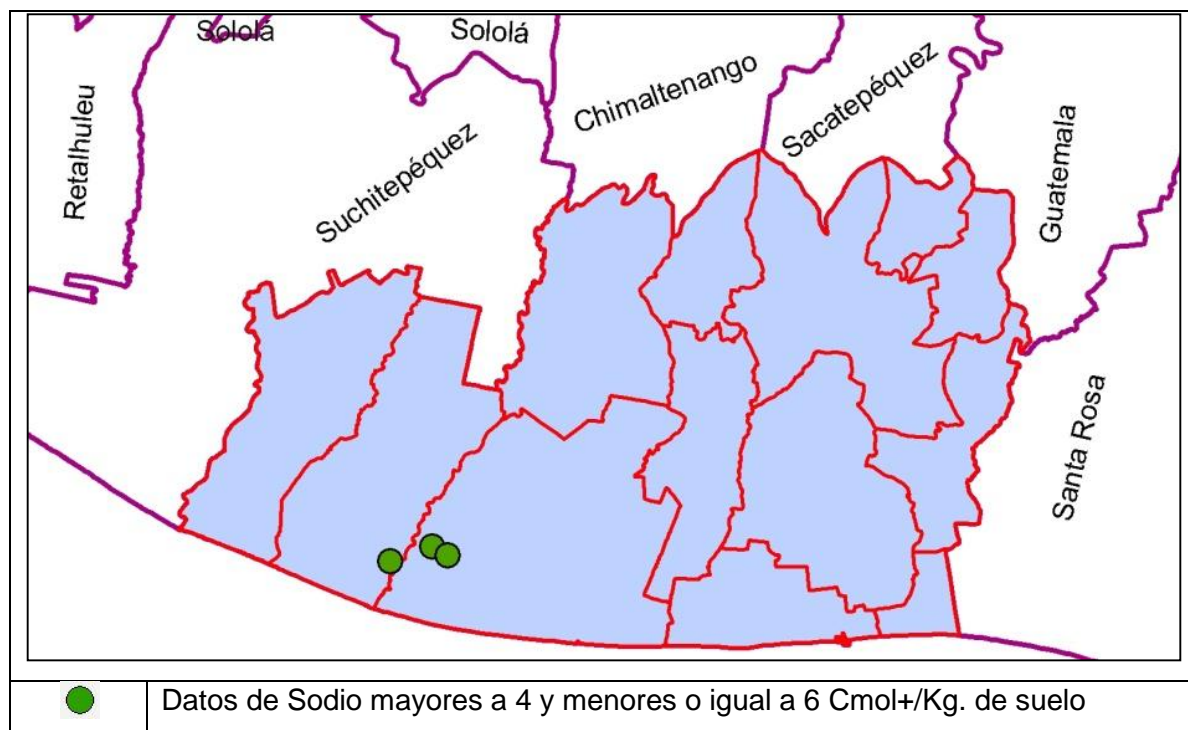 Sololá
Sololá
Chimaltenango
Sacatepéquez
Guatemala
Retalhuleu
Suchitepéquez
Santa Rosa
Datos de Sodio mayores a 4 y menores o igual a 6 Cmol+/Kg. de suelo